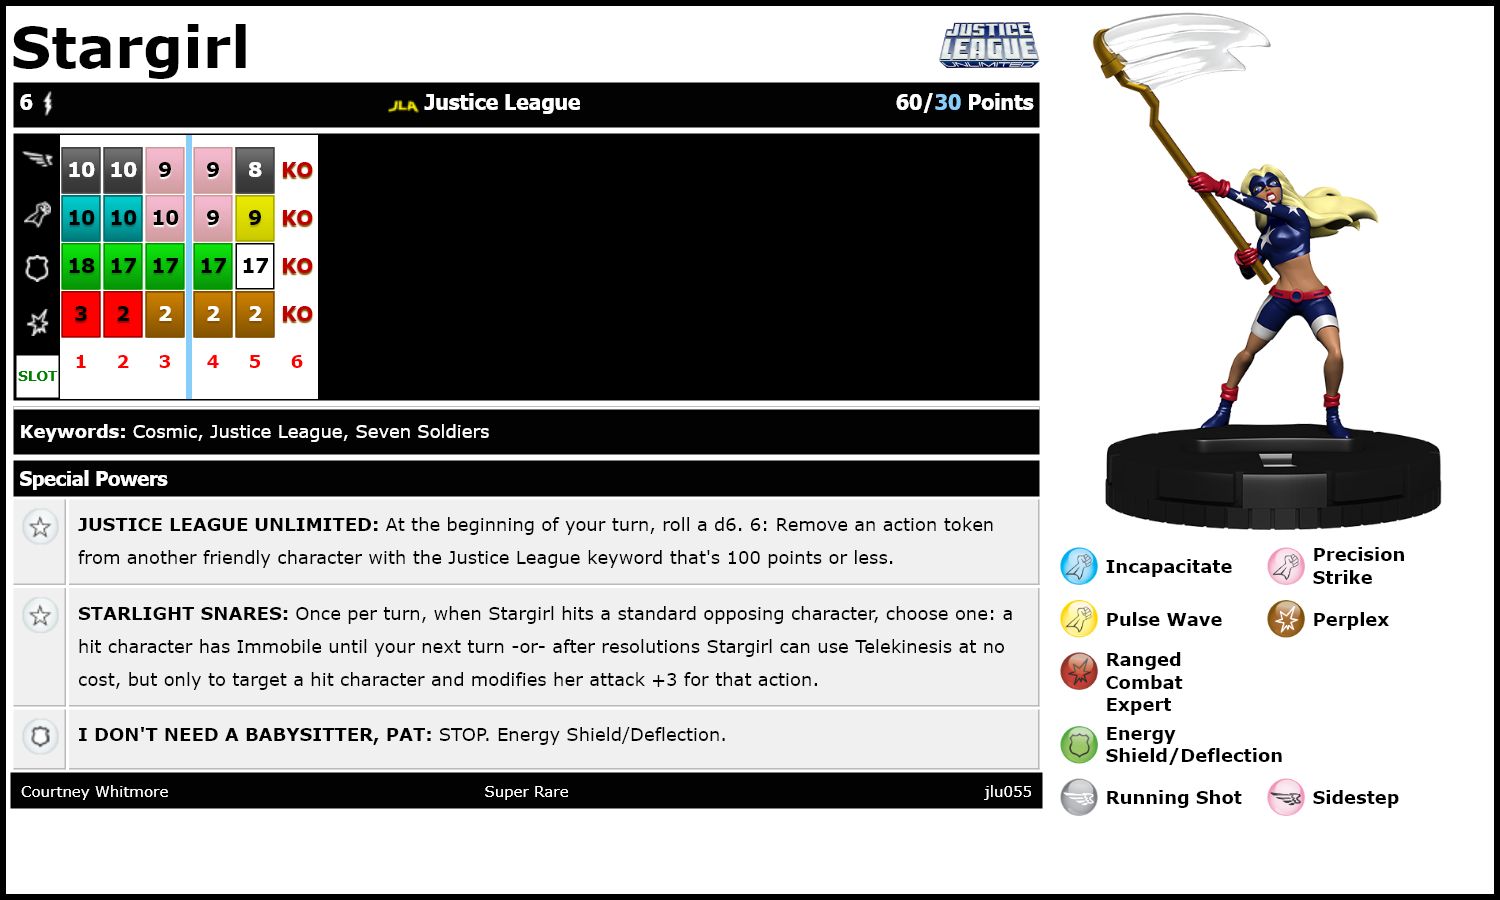 Stargirl
JUSTICE
LEAGUE
UNLIMITED
6 JLA Justice League 60/30 Points
10 10 9 9 8 KO
10 10 10 9 9 KO
18 17 17 17 17 KO
3 2 2 2 2 KO
SLOT 1 2 3 4 5 6
Keywords: Cosmic, Justice League, Seven Soldiers
Special Powers
JUSTICE LEAGUE UNLIMITED: At the beginning of your turn, roll a d6. 6: Remove an action token
from another friendly character with the Justice League keyword that's 100 points or less.
STARLIGHT SNARES: Once per turn, when Stargirl hits a standard opposing character, choose one: a
hit character has Immobile until your next turn -or- after resolutions Stargirl can use Telekinesis at no
cost, but only to target a hit character and modifies her attack +3 for that action.
I DON'T NEED A BABYSITTER, PAT: STOP. Energy Shield/Deflection.
Courtney Whitmore Super Rare jlu055
Incapacitate
Precision
Strike
Pulse Wave
Perplex
Ranged
Combat
Expert
Energy
Shield/Deflection
Running Shot
Sidestep